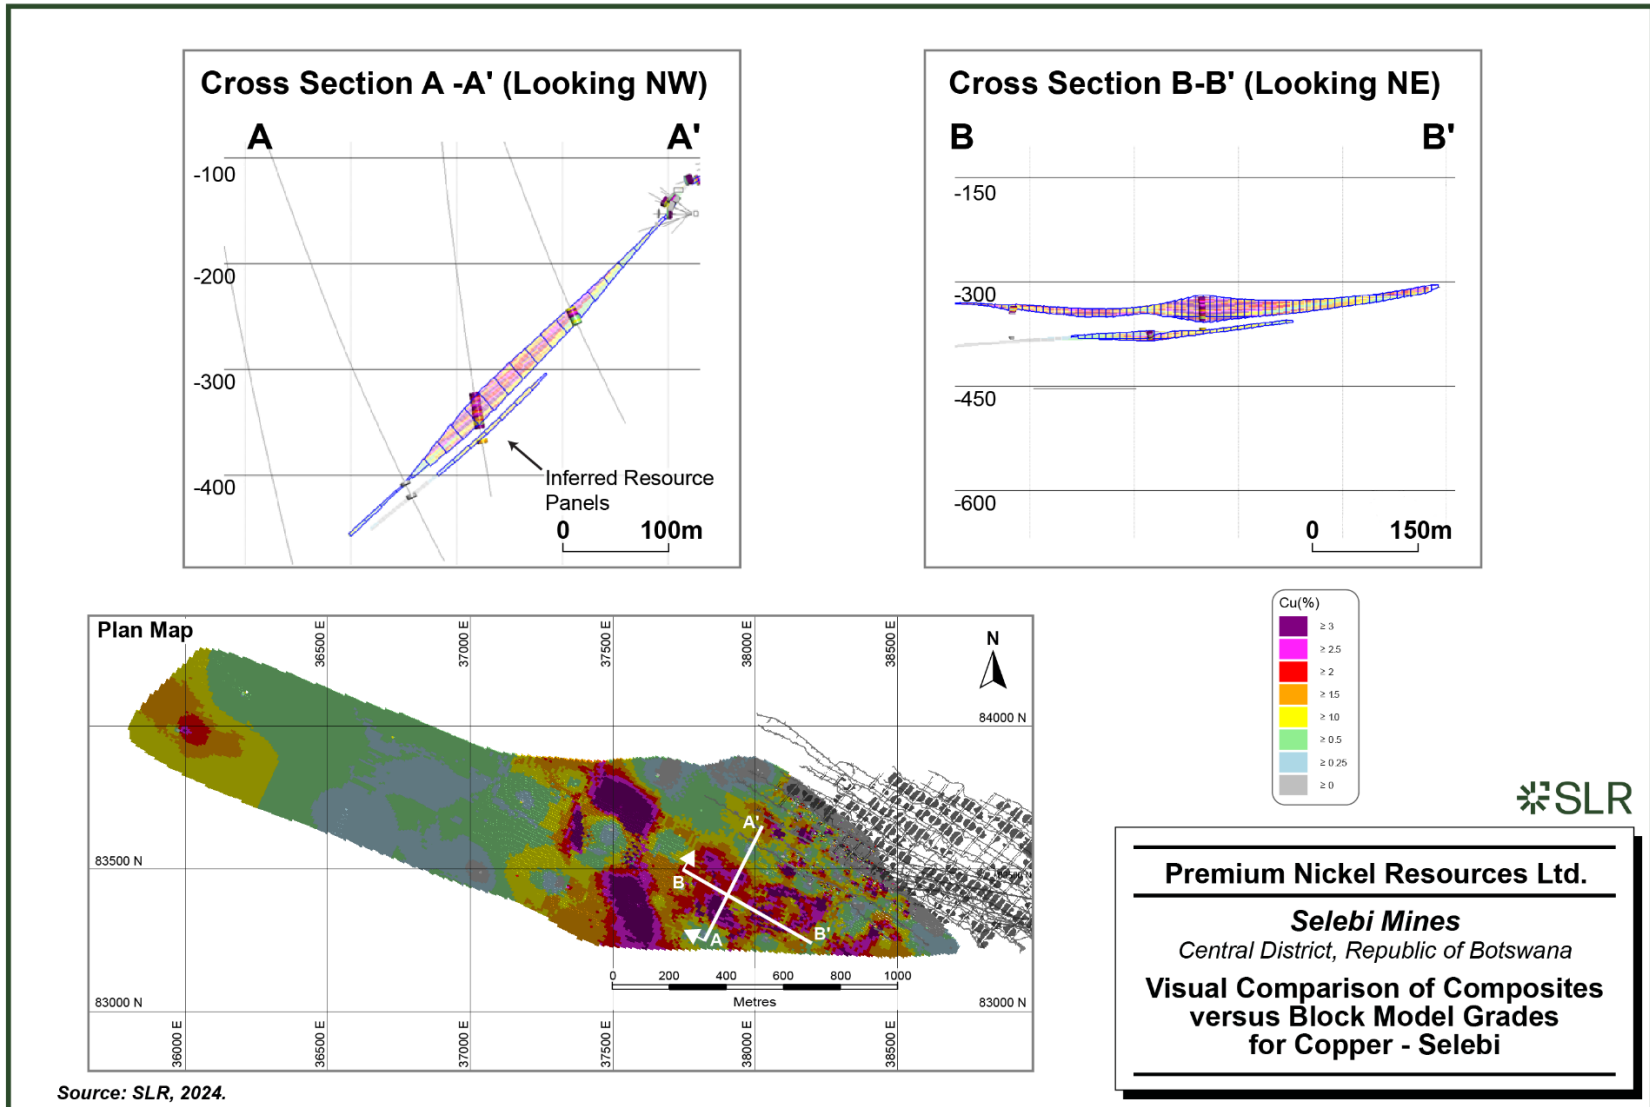 Cross Section A -A' (Looking NW)
A A'
-100
-200
-300
-400
Inferred Resource
Panels
0 100m
Cross Section B-B' (Looking NE)
B B'
-150
-300
-450
-600
0 150m
Plan Map
36500 E 37000 E 37500 E 38000 E 38500 E
N
84000 N
83500 N
83000 N 83000 N
A'
B
A
B'
0 200 400 600 800 1000
Metres
36000 E 36500 E 37000 E 37500 E 38000 E 38500 E
Cu(%)
≥ 3
≥ 2.5
≥ 2
≥ 15
≥ 10
≥ 0.5
≥ 0.25
≥ 0
SLR
Premium Nickel Resources Ltd.
Selebi Mines
Central District, Republic of Botswana
Visual Comparison of Composites
versus Block Model Grades
for Copper - Selebi
Source: SLR, 2024.